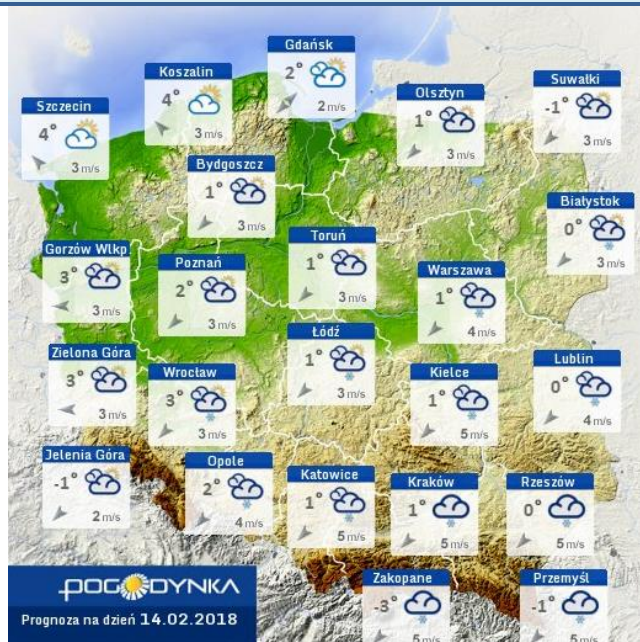 Gdańsk
2°
2 m/s
Koszalin
4°
3 m/s
Szczecin
4°
3 m/s
Olsztyn
1°
3 m/s
Suwałki
-1°
3 m/s
Bydgoszcz
1°
3 m/s
Białystok
0°
3 m/s
Gorzów Wlkp
3°
3 m/s
Poznań
2°
3 m/s
Toruń
1°
3 m/s
Warszawa
1°
4 m/s
Zielona Góra
3°
3 m/s
Wrocław
3°
3 m/s
Łódź
1°
3 m/s
Kielce
1°
5 m/s
Lublin
0°
4 m/s
Jelenia Góra
-1°
2 m/s
Opole
2°
4 m/s
Katowice
1°
5 m/s
Kraków
1°
5 m/s
Rzeszów
0°
5 m/s
Zakopane
-3°
5 m/s
Przemyśl
-1°
5 m/s
POGODYNKA
Prognoza na dzień 14.02.2018